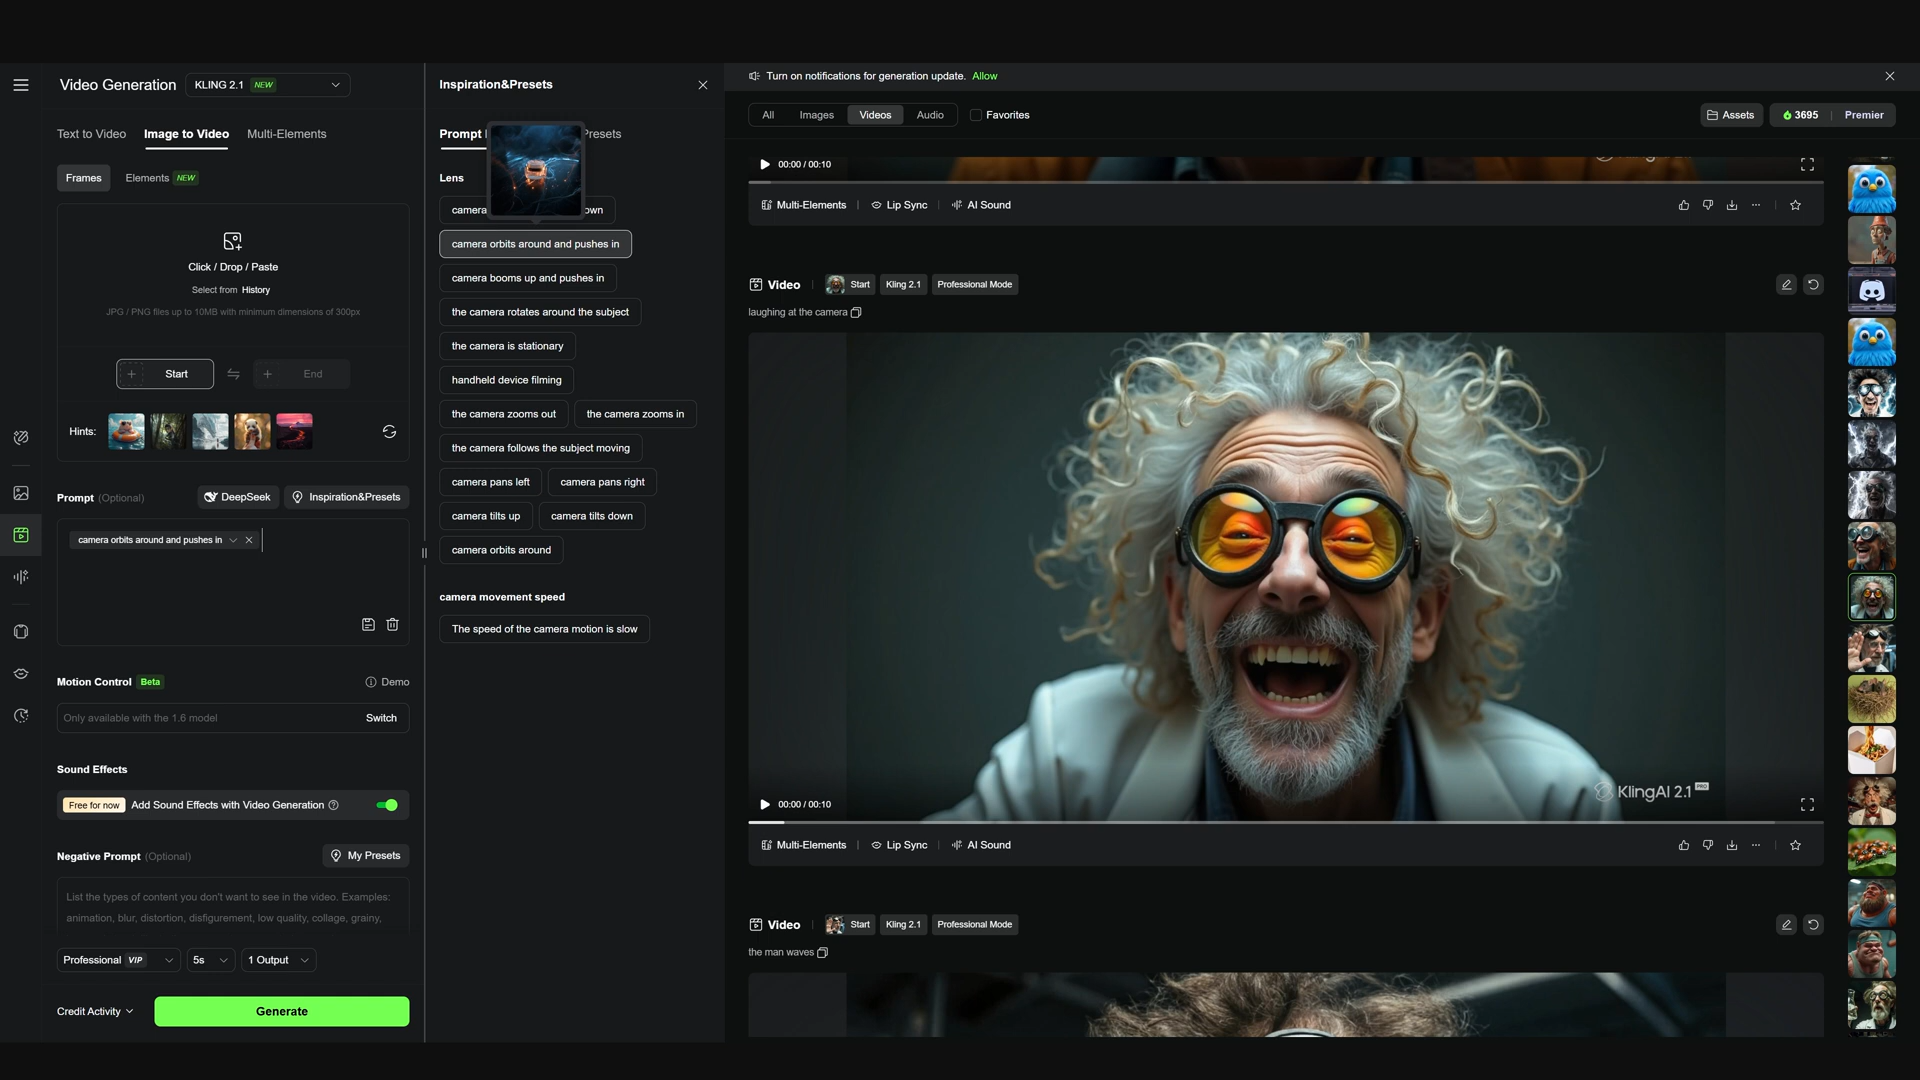 Video Generation
KLING 2.1 NEW
Text to Video
Image to Video
Multi-Elements
Frames
Elements NEW
Click / Drop / Paste
Select from History
JPG / PNG files up to 10MB with minimum dimensions of 300px
Start
End
Hints:
Prompt (Optional)
DeepSeek
Inspiration&Presets
camera orbits around and pushes in
Motion Control Beta
Demo
Only available with the 1.6 model
Switch
Sound Effects
Free for now
Add Sound Effects with Video Generation
Negative Prompt (Optional)
My Presets
List the types of content you don't want to see in the video. Examples:
animation, blur, distortion, disfigurement, low quality, collage, grainy,
Professional VIP
5s
1 Output
Credit Activity
Generate
Inspiration&Presets
Prompt
Presets
Lens
camera
own
camera orbits around and pushes in
camera booms up and pushes in
the camera rotates around the subject
the camera is stationary
handheld device filming
the camera zooms out
the camera zooms in
the camera follows the subject moving
camera pans left
camera pans right
camera tilts up
camera tilts down
camera orbits around
camera movement speed
The speed of the camera motion is slow
Turn on notifications for generation update. Allow
All
Images
Videos
Audio
Favorites
Assets
3695
Premier
00:00 / 00:10
Multi-Elements
Lip Sync
AI Sound
Video
Start
Kling 2.1
Professional Mode
laughing at the camera
KlingAI 2.1 PRO
00:00 / 00:10
Multi-Elements
Lip Sync
AI Sound
Video
Start
Kling 2.1
Professional Mode
the man waves